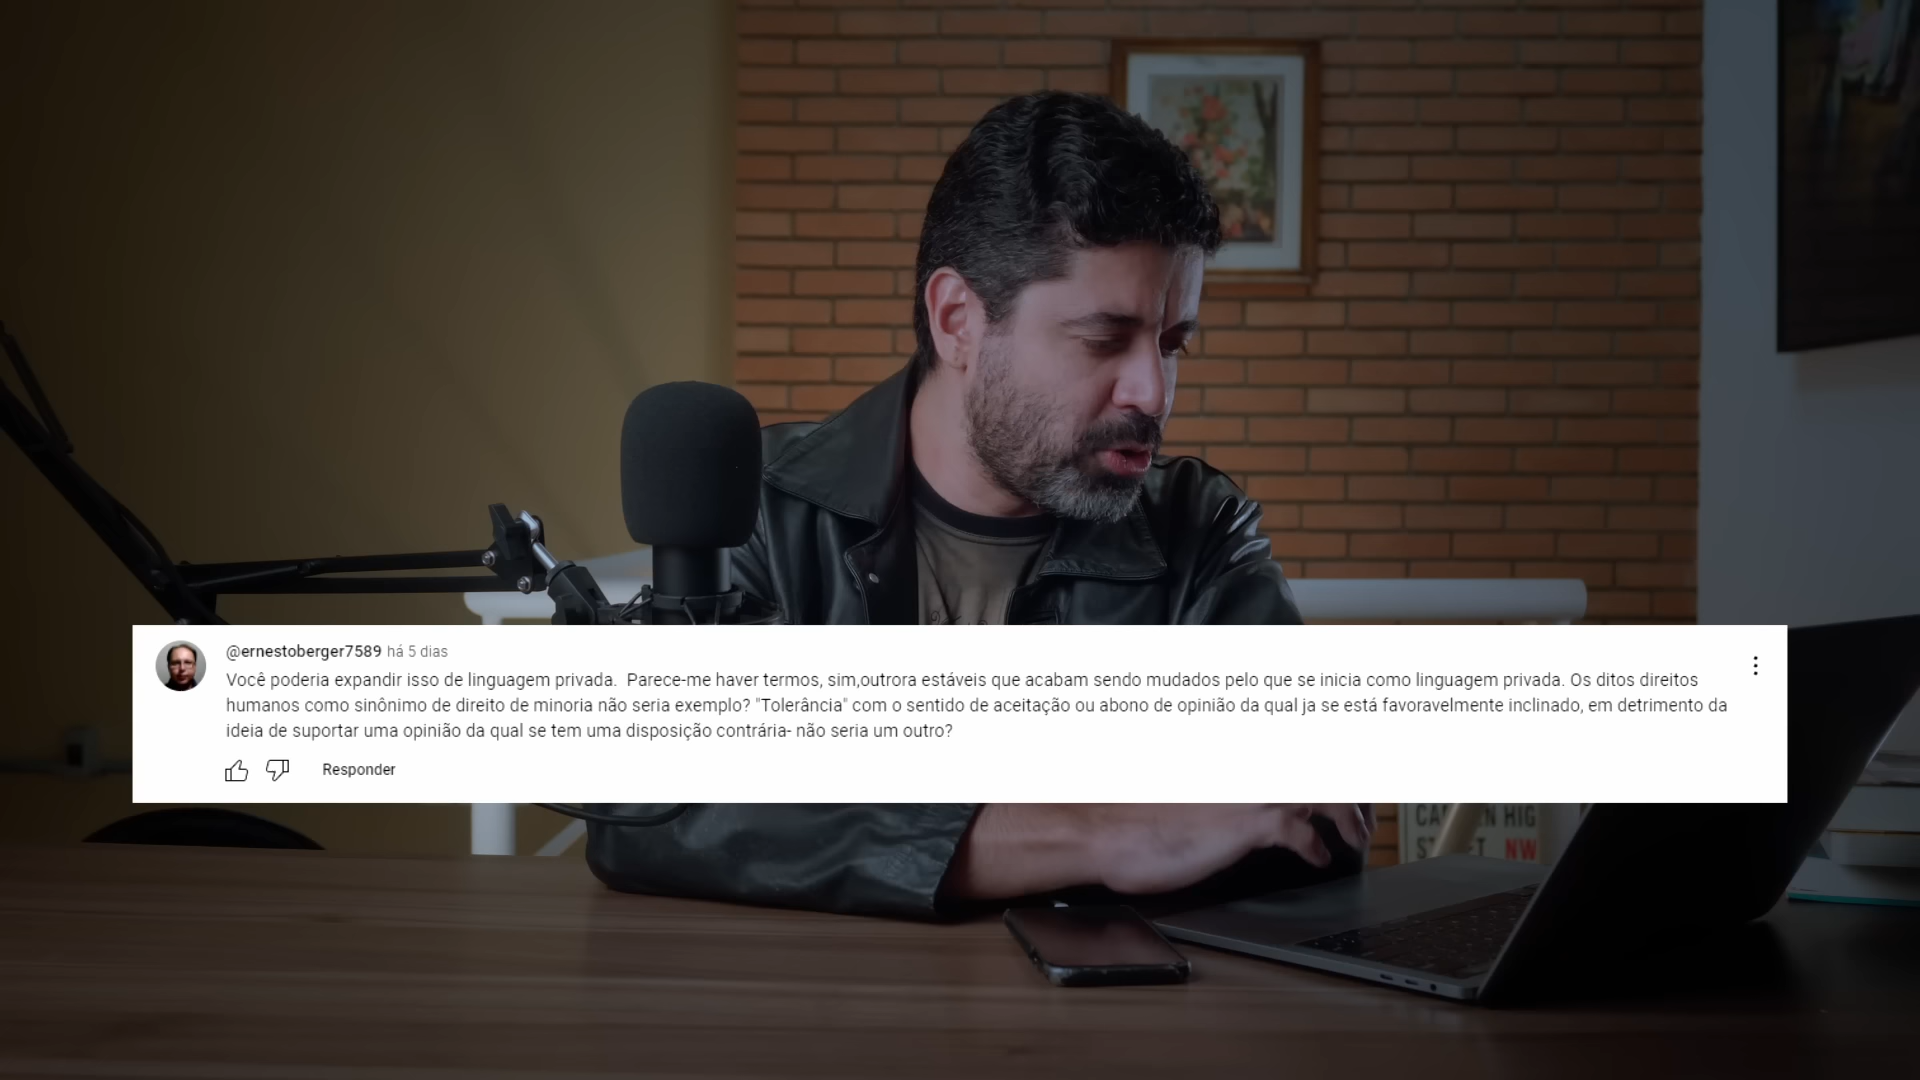 @ernestoberger7589 há 5 dias
Você poderia expandir isso de linguagem privada.  Parece-me haver termos, sim,outrora estáveis que acabam sendo mudados pelo que se inicia como linguagem privada. Os ditos direitos
humanos como sinônimo de direito de minoria não seria exemplo? "Tolerância" com o sentido de aceitação ou abono de opinião da qual ja se está favoravelmente inclinado, em detrimento da
ideia de suportar uma opinião da qual se tem uma disposição contrária- não seria um outro?
Responder
HIG
NW